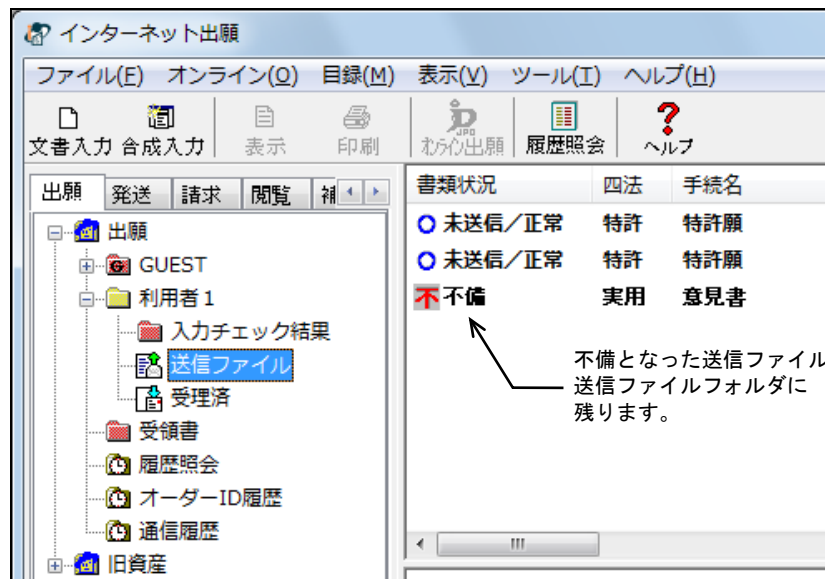 インターネット出願
ファイル(F) オンライン(O) 目録(M) 表示(V) ツール(T) ヘルプ(H)
文書入力 合成入力 表示 印刷 オンライン出願 履歴照会 ヘルプ
出願 発送 請求 閲覧 補
出願
GUEST
利用者1
入力チェック結果
送信ファイル
受理済
受領書
履歴照会
オーダーID履歴
通信履歴
旧資産
書類状況 四法 手続名
未送信/正常 特許 特許願
未送信/正常 特許 特許願
不 不備 実用 意見書
不備となった送信ファイル
送信ファイルフォルダに
残ります。